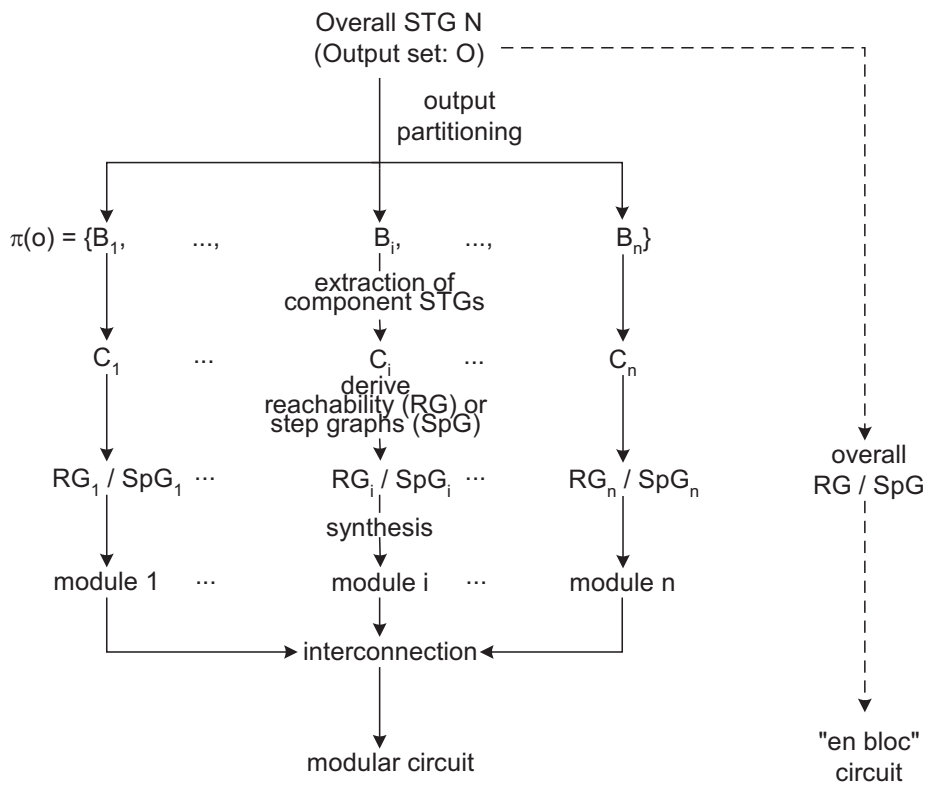 Overall STG N
(Output set: O)
output
partitioning
π(o) = {B₁, ..., Bᵢ, ..., Bₙ}
extraction of
component STGs
C₁ ... Cᵢ ... Cₙ
derive
reachability (RG) or
step graphs (SpG)
RG₁ / SpG₁ ... RGᵢ / SpGᵢ ... RGₙ / SpGₙ
overall
RG / SpG
synthesis
module 1 ... module i ... module n
interconnection
modular circuit
"en bloc"
circuit